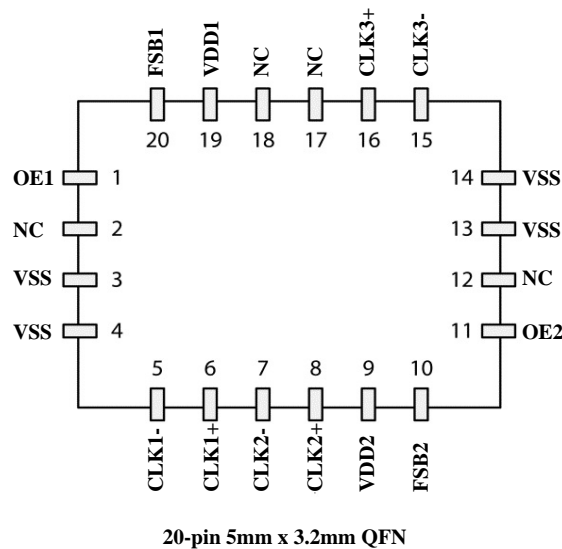 FSB1 VDD1 NC NC CLK3+ CLK3-
20 19 18 17 16 15
OE1 1 14 VSS
NC 2 13 VSS
VSS 3 12 NC
VSS 4 11 OE2
5 6 7 8 9 10
CLK1- CLK1+ CLK2- CLK2+ VDD2 FSB2
20-pin 5mm x 3.2mm QFN